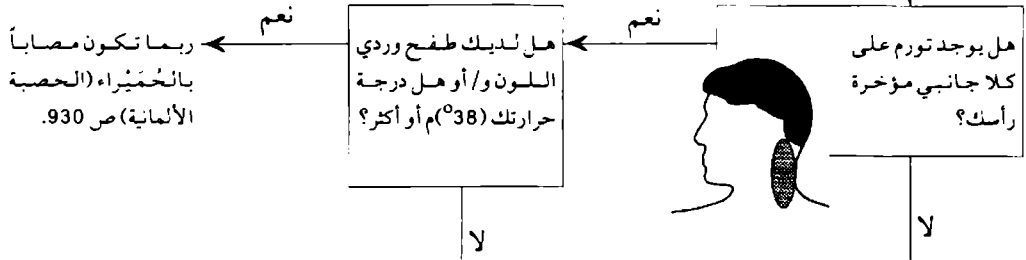 هل يوجد تورم على
كلا جانبي مؤخرة
رأسك؟
نعم
لا
هل لديك طفح وردي
اللون و/أو هل درجة
حرارتك (38°)م أو أكثر؟
نعم
لا
ربما تكون مصاباً
بالحُمَيْراء (الحصبة
الألمانية) ص 930.